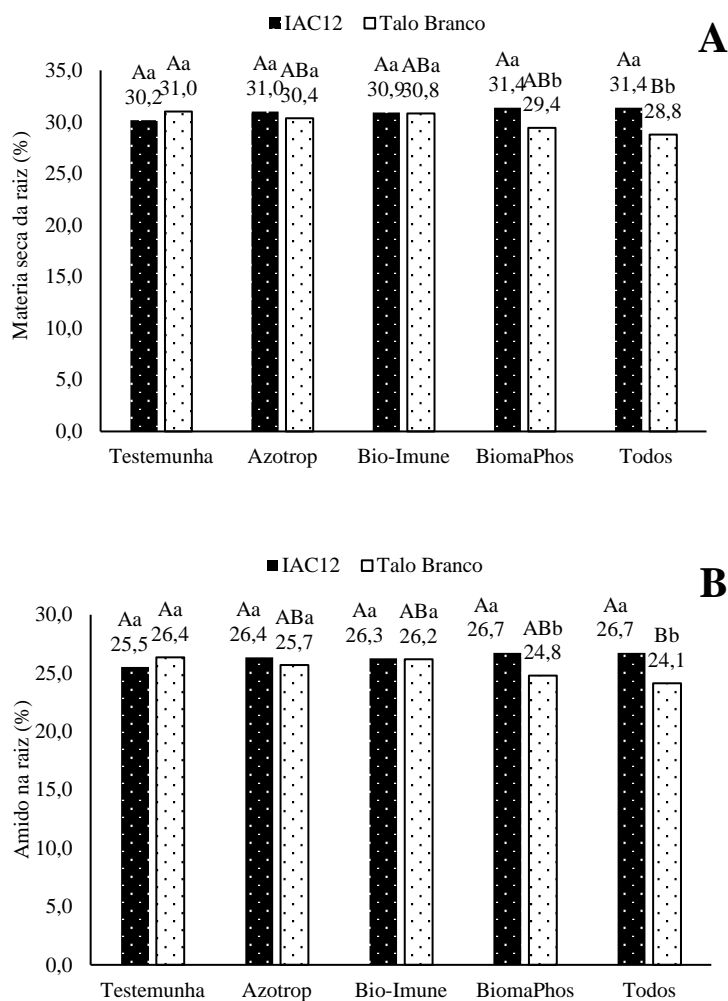 IAC12 Talo Branco
A
Aa Aa Aa ABa Aa ABa Aa ABb Aa Bb
30,2 31,0 31,0 30,4 30,9 30,8 31,4 29,4 31,4 28,8
35,0
30,0
25,0
20,0
15,0
10,0
5,0
0,0
Materia seca da raiz (%)
Testemunha Azotrop Bio-Imune BiomaPhos Todos
IAC12 Talo Branco
B
Aa Aa Aa ABa Aa ABa Aa ABb Aa Bb
25,5 26,4 26,4 25,7 26,3 26,2 26,7 24,8 26,7 24,1
30,0
25,0
20,0
15,0
10,0
5,0
0,0
Amido na raiz (%)
Testemunha Azotrop Bio-Imune BiomaPhos Todos